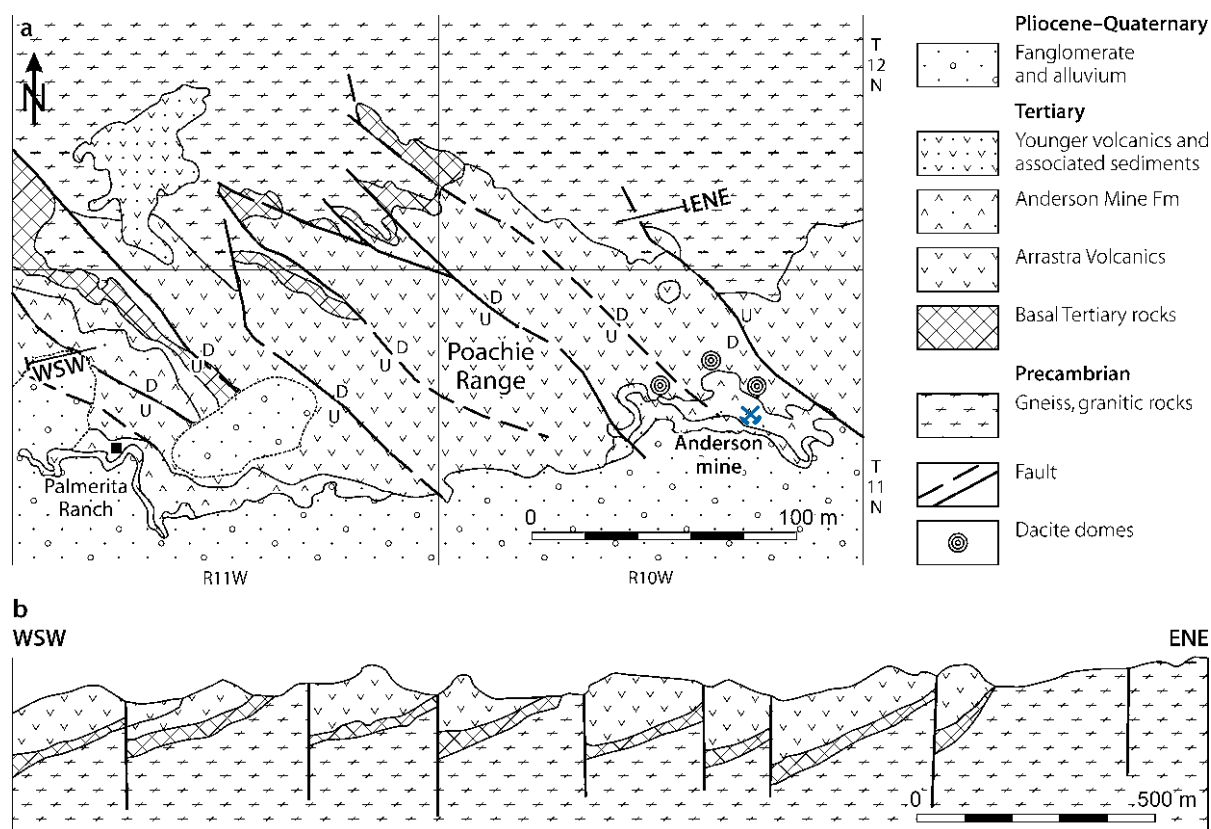 a
N
ENE
WSW
D
U
D
U
D
U
D
U
D
U
U
D
Poachie
Range
Anderson
mine
Palmerita
Ranch
0 100 m
R11W
R10W
T
12
N
T
11
N
Pliocene–Quaternary
Fanglomerate
and alluvium
Tertiary
Younger volcanics and
associated sediments
Anderson Mine Fm
Arrastra Volcanics
Basal Tertiary rocks
Precambrian
Gneiss, granitic rocks
Fault
Dacite domes
b
WSW
ENE
0 500 m